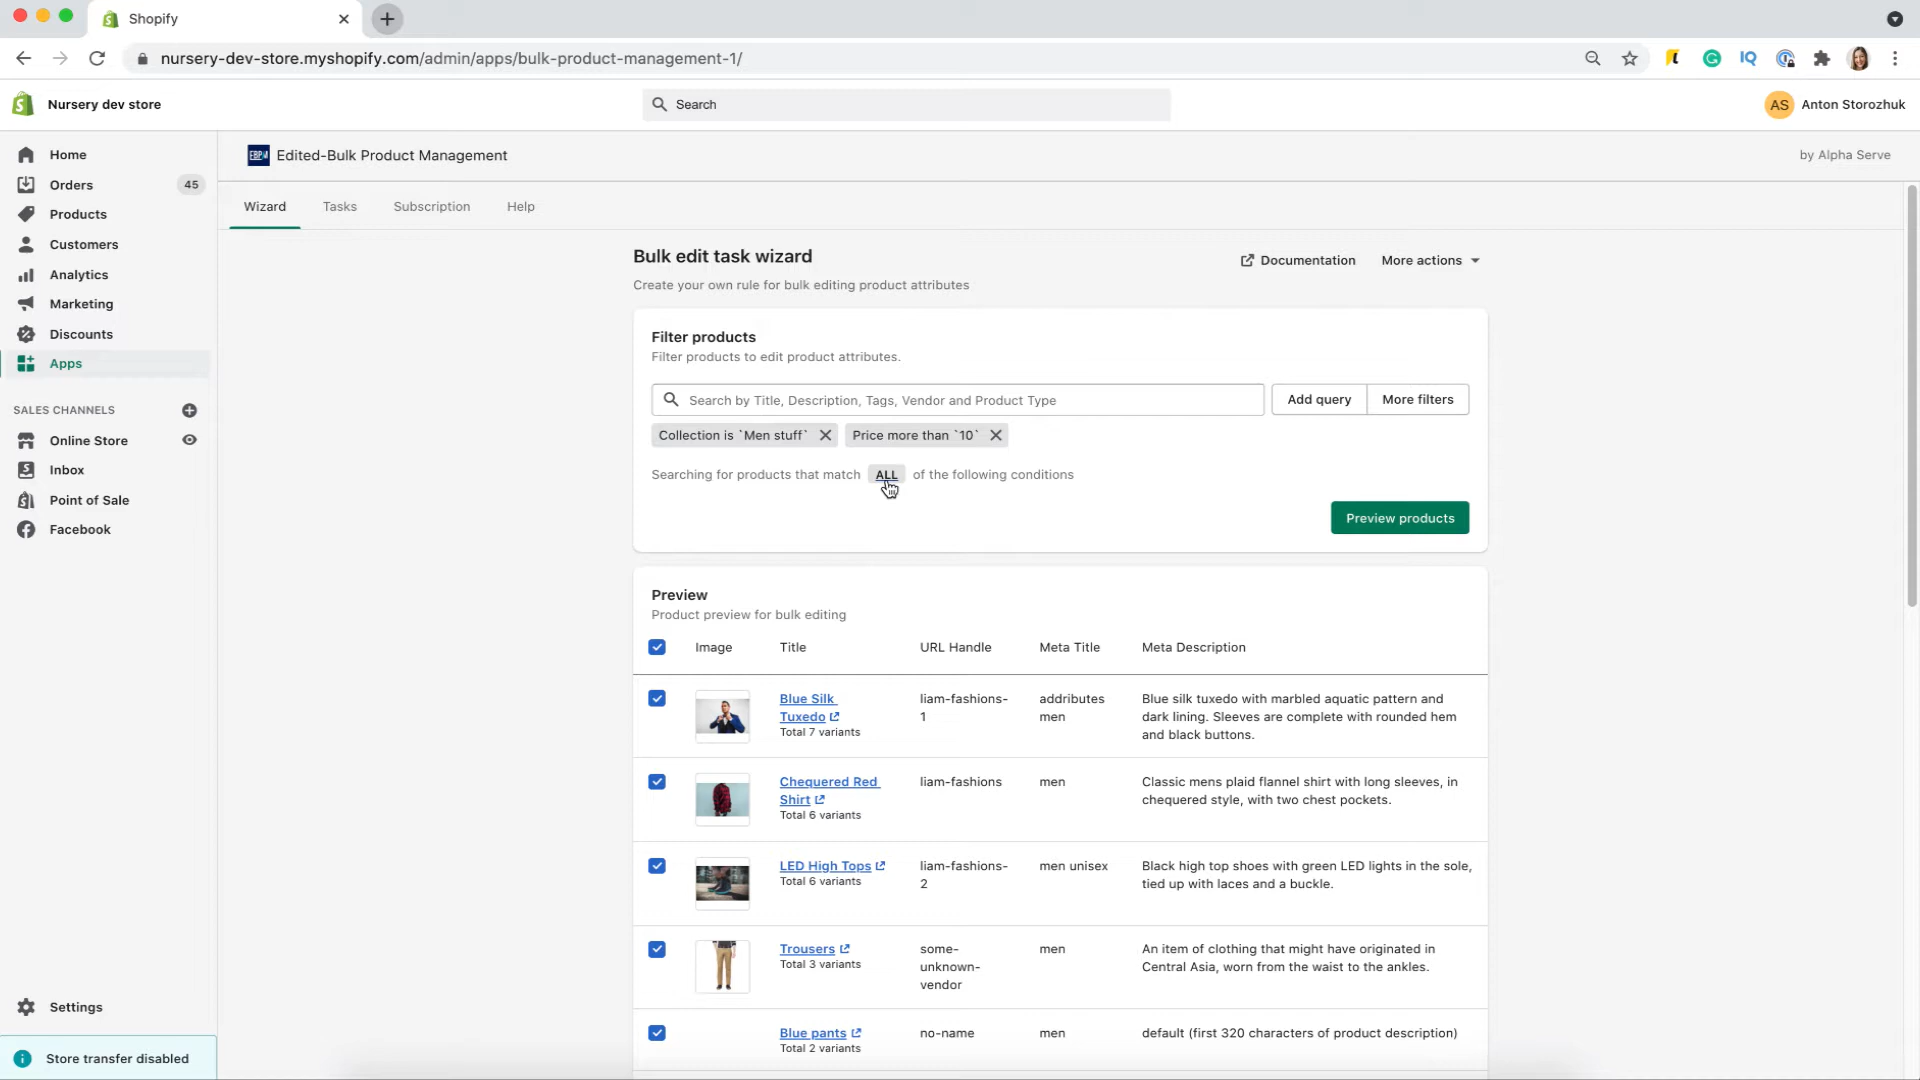 Shopify
nursery-dev-store.myshopify.com/admin/apps/bulk-product-management-1/
Nursery dev store
Search
AS Anton Storozhuk
Home
Orders 45
Products
Customers
Analytics
Marketing
Discounts
Apps
SALES CHANNELS
Online Store
Inbox
Point of Sale
Facebook
Settings
Store transfer disabled
EBPM Edited-Bulk Product Management
by Alpha Serve
Wizard Tasks Subscription Help
Bulk edit task wizard
Documentation More actions
Create your own rule for bulk editing product attributes
Filter products
Filter products to edit product attributes.
Search by Title, Description, Tags, Vendor and Product Type Add query More filters
Collection is `Men stuff` Price more than `10`
Searching for products that match ALL of the following conditions
Preview products
Preview
Product preview for bulk editing
Image Title URL Handle Meta Title Meta Description
Blue Silk
Tuxedo
Total 7 variants
liam-fashions-
1
addributes
men
Blue silk tuxedo with marbled aquatic pattern and
dark lining. Sleeves are complete with rounded hem
and black buttons.
Chequered Red
Shirt
Total 6 variants
liam-fashions
men
Classic mens plaid flannel shirt with long sleeves, in
chequered style, with two chest pockets.
LED High Tops
Total 6 variants
liam-fashions-
2
men unisex
Black high top shoes with green LED lights in the sole,
tied up with laces and a buckle.
Trousers
Total 3 variants
some-
unknown-
vendor
men
An item of clothing that might have originated in
Central Asia, worn from the waist to the ankles.
Blue pants
Total 2 variants
no-name
men
default (first 320 characters of product description)